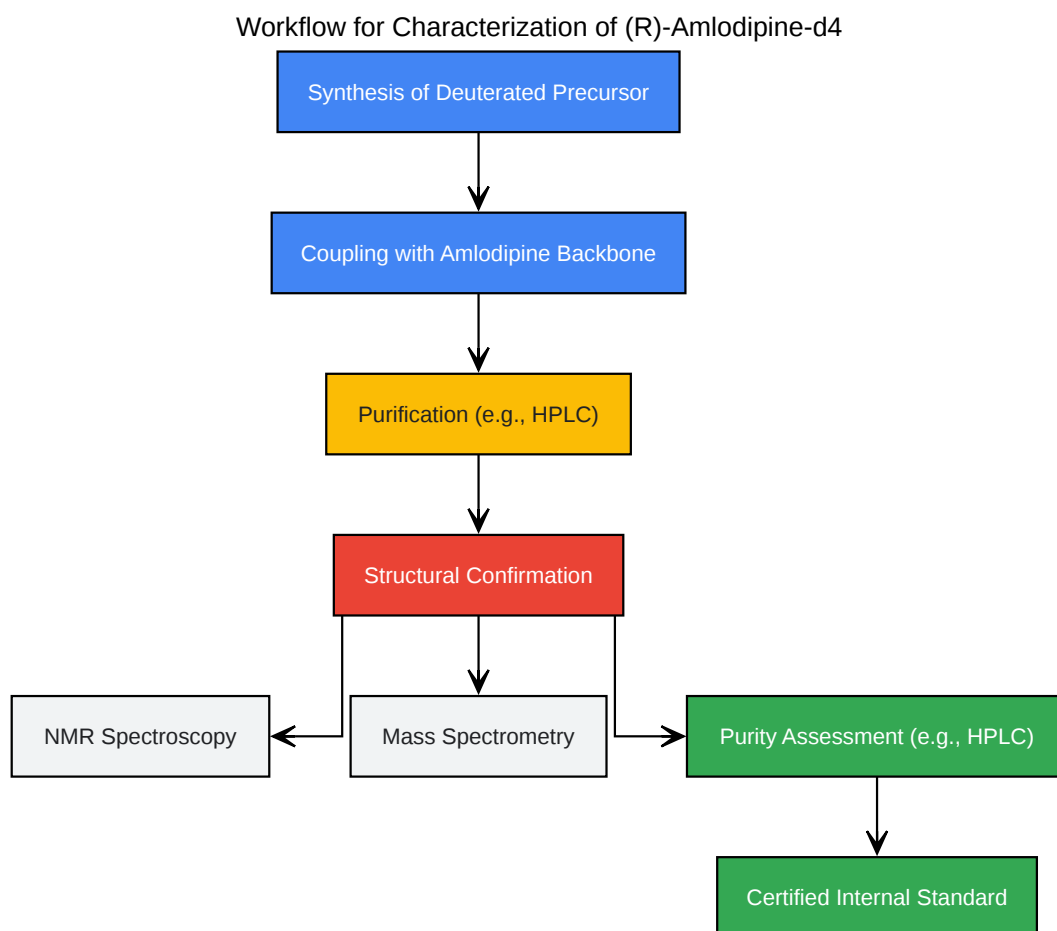 Workflow for Characterization of (R)-Amlodipine-d4
Synthesis of Deuterated Precursor
Coupling with Amlodipine Backbone
Purification (e.g., HPLC)
Structural Confirmation
NMR Spectroscopy
Mass Spectrometry
Purity Assessment (e.g., HPLC)
Certified Internal Standard